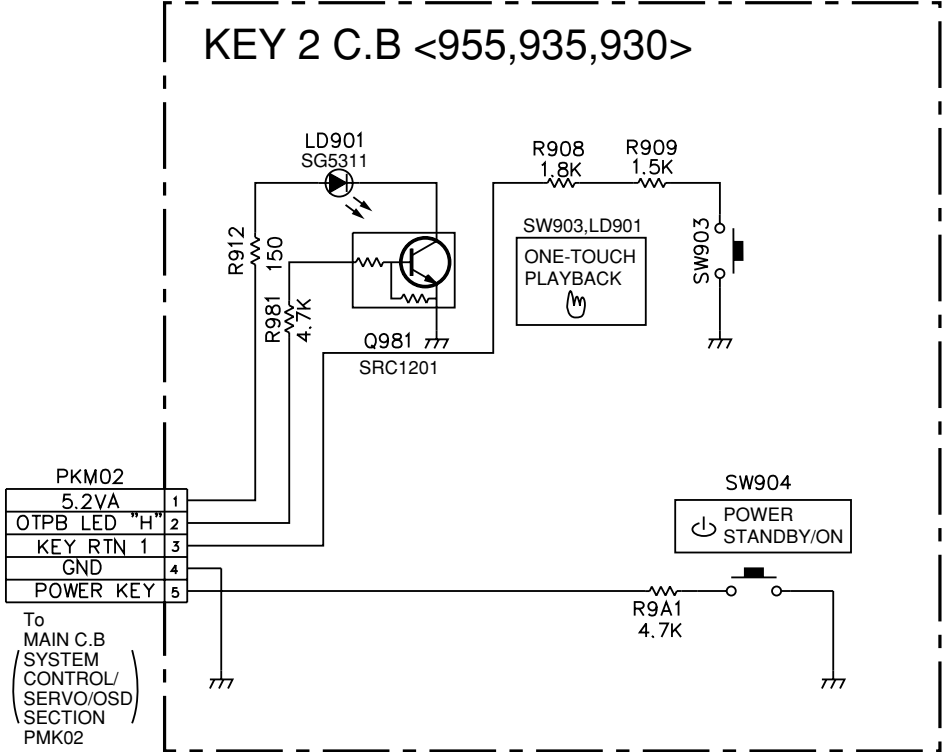 KEY 2 C.B <955,935,930>
LD901
SG5311
R908
1.8K
R909
1.5K
R912
150
R981
4.7K
SW903,LD901
ONE-TOUCH
PLAYBACK
SW903
Q981
SRC1201
PKM02
5.2VA 1
OTPB LED "H" 2
KEY RTN 1 3
GND 4
POWER KEY 5
SW904
POWER
STANDBY/ON
R9A1
4.7K
To
MAIN C.B
SYSTEM
CONTROL/
SERVO/OSD
SECTION
PMK02